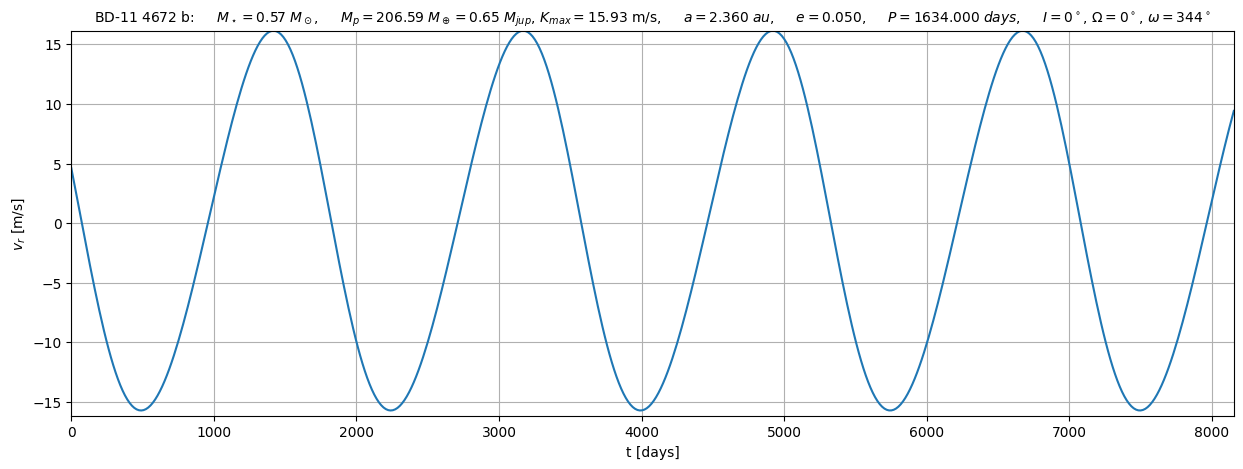 BD-11 4672 b: M⋆ = 0.57 M⊙, Mp = 206.59 M⊕ = 0.65 Mjup, Kmax = 15.93 m/s, a = 2.360 au, e = 0.050, P = 1634.000 days, I = 0°, Ω = 0°, ω = 344°
15
10
5
0
−5
−10
−15
vr [m/s]
0 1000 2000 3000 4000 5000 6000 7000 8000
t [days]